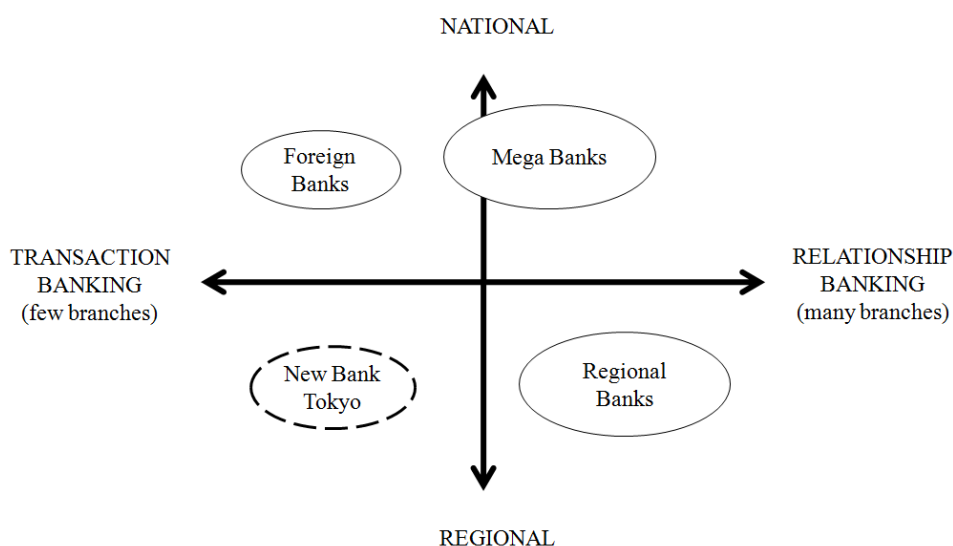 NATIONAL
Foreign
Banks
Mega Banks
TRANSACTION
BANKING
(few branches)
RELATIONSHIP
BANKING
(many branches)
New Bank
Tokyo
Regional
Banks
REGIONAL